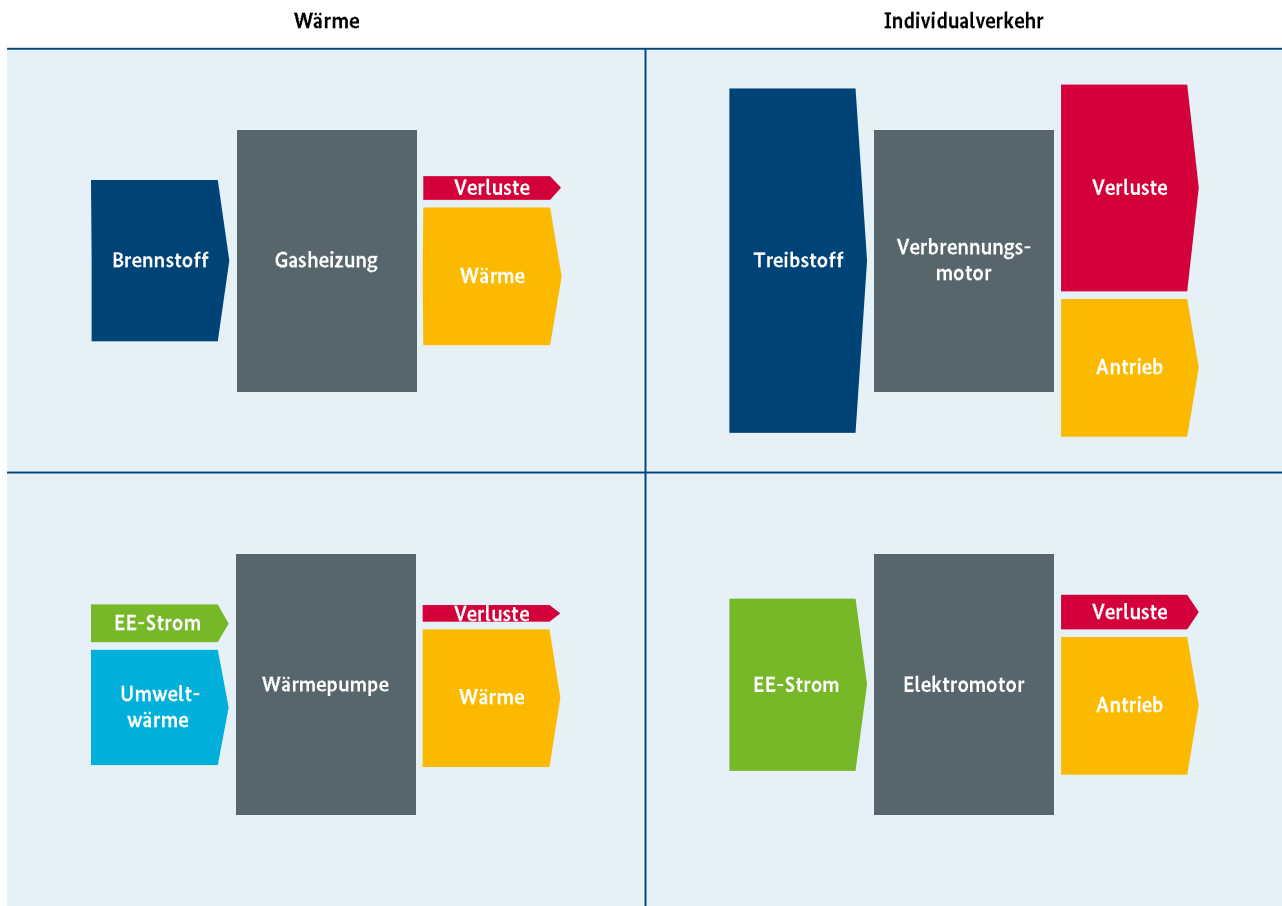 Wärme
Individualverkehr
Brennstoff
Gasheizung
Verluste
Wärme
Treibstoff
Verbrennungs-
motor
Verluste
Antrieb
EE-Strom
Umwelt-
wärme
Wärmepumpe
Verluste
Wärme
EE-Strom
Elektromotor
Verluste
Antrieb